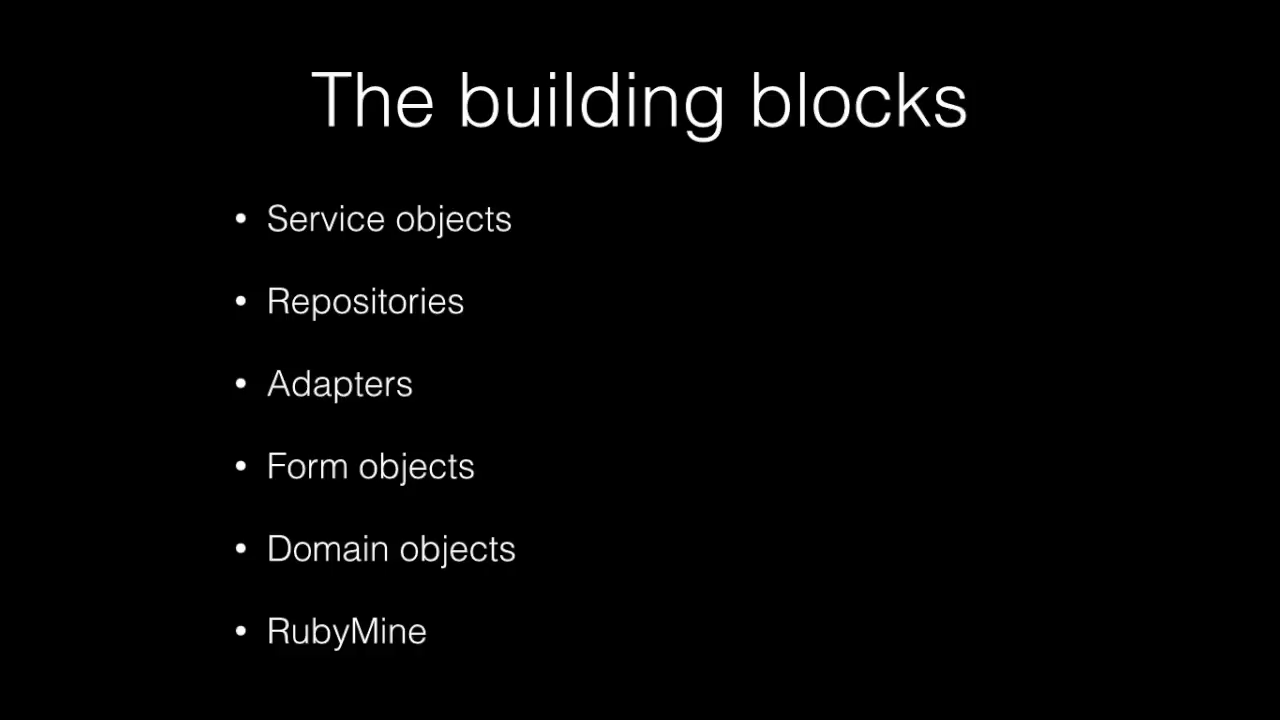 The building blocks
• Service objects
• Repositories
• Adapters
• Form objects
• Domain objects
• RubyMine